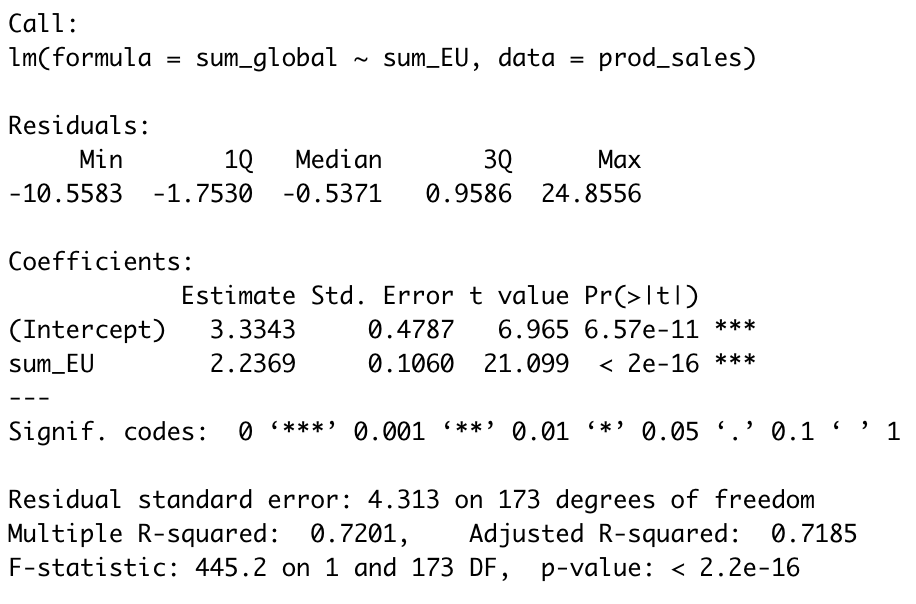 Call:
lm(formula = sum_global ~ sum_EU, data = prod_sales)
Residuals:
     Min       1Q   Median       3Q      Max
-10.5583  -1.7530  -0.5371   0.9586  24.8556
Coefficients:
            Estimate Std. Error t value Pr(>|t|)
(Intercept)   3.3343     0.4787   6.965 6.57e-11 ***
sum_EU        2.2369     0.1060  21.099  < 2e-16 ***
---
Signif. codes:  0 ‘***’ 0.001 ‘**’ 0.01 ‘*’ 0.05 ‘.’ 0.1 ‘ ’ 1
Residual standard error: 4.313 on 173 degrees of freedom
Multiple R-squared:  0.7201,    Adjusted R-squared:  0.7185
F-statistic: 445.2 on 1 and 173 DF,  p-value: < 2.2e-16